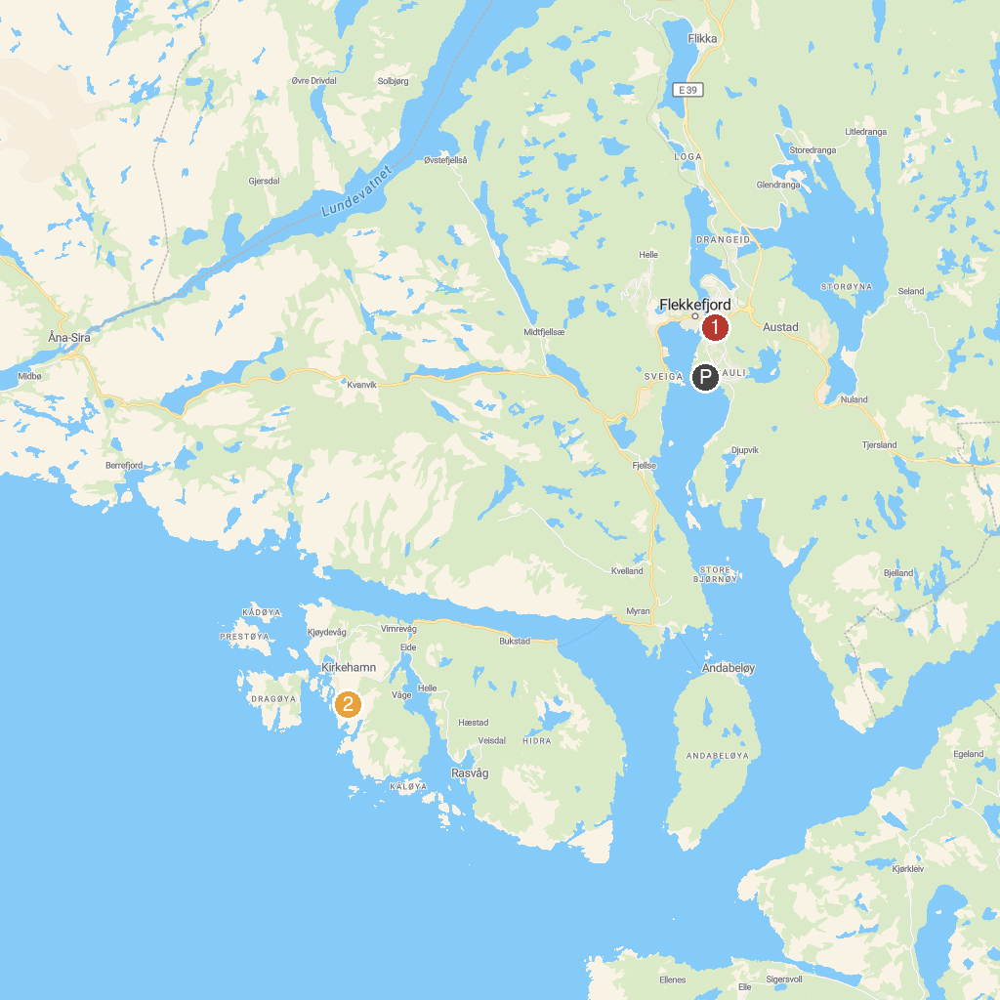 Flikka
Øvre Drivdal
Solbjørg
E 39
Litledranga
Storedranga
LOGA
Øvstefjellså
Gjersdal
Glendranga
Lundevatnet
DRANGEID
Helle
STORØYNA
Seland
Flekkefjord
1
Austad
Midtfjellsæ
Åna-Sira
Midbø
SVEIGA
P
AULI
Kvanvik
Nuland
Tjersland
Djupvik
Berrefjord
Fjellse
STORE
BJØRNØY
Kvelland
Bjelland
KÅDØYA
Myran
PRESTØYA
Kjøydevåg
Vimrevåg
Bukstad
Eide
Kirkehamn
Andabeløy
Helle
Våge
DRAGØYA
2
Hæstad
Veisdal
HIDRA
ANDABELØYA
Egeland
Rasvåg
KALØYA
Kjørkleiv
Ellenes
Elle
Sigersvoll